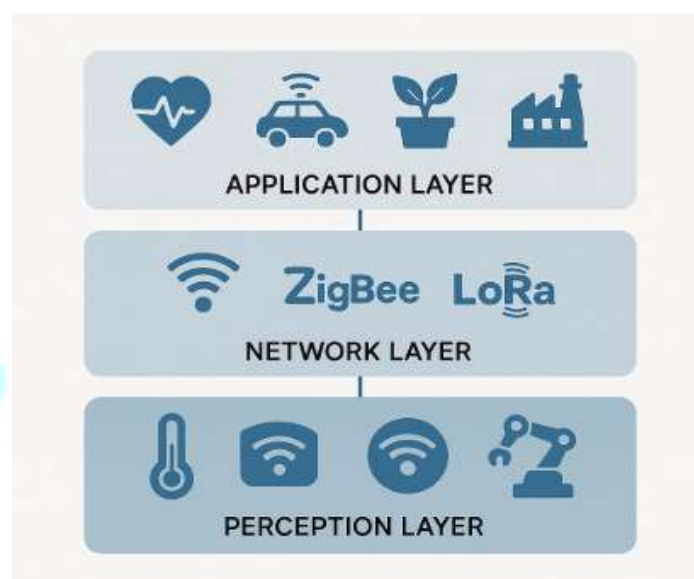 APPLICATION LAYER
ZigBee LoRa
NETWORK LAYER
PERCEPTION LAYER